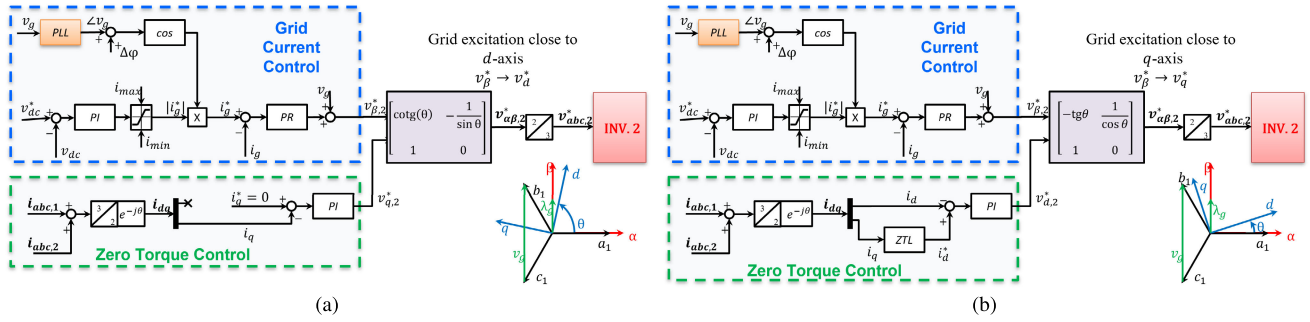 v_g
PLL
∠v_g
+
+
Δφ
cos
Grid
Current
Control
Grid excitation close to
d-axis
v*_β → v*_d
v*_dc
+
−
v_dc
PI
i_max
i_min
|i*_g|
X
i*_g
+
−
i_g
PR
v_g
+
+
v*_β,2
cotg(θ)
−1/sin θ
1
0
v*_αβ,2
2
3
v*_abc,2
INV. 2
i_abc,1
+
+
i_abc,2
3
2
e^−jθ
i_dq
×
i*_q = 0
+
−
i_q
PI
v*_q,2
Zero Torque Control
β
b_1
d
λ_g
θ
q
a_1
α
v_g
c_1
(a)
v_g
PLL
∠v_g
+
+
Δφ
cos
Grid
Current
Control
Grid excitation close to
q-axis
v*_β → v*_q
v*_dc
+
−
v_dc
PI
i_max
i_min
|i*_g|
X
i*_g
+
−
i_g
PR
v_g
+
+
v*_β,2
−tgθ
1/cos θ
1
0
v*_αβ,2
2
3
v*_abc,2
INV. 2
i_abc,1
+
+
i_abc,2
3
2
e^−jθ
i_dq
i_d
−
+
i_q
ZTL
i*_d
PI
v*_d,2
Zero Torque Control
β
b_1
q
d
λ_g
θ
a_1
α
v_g
c_1
(b)